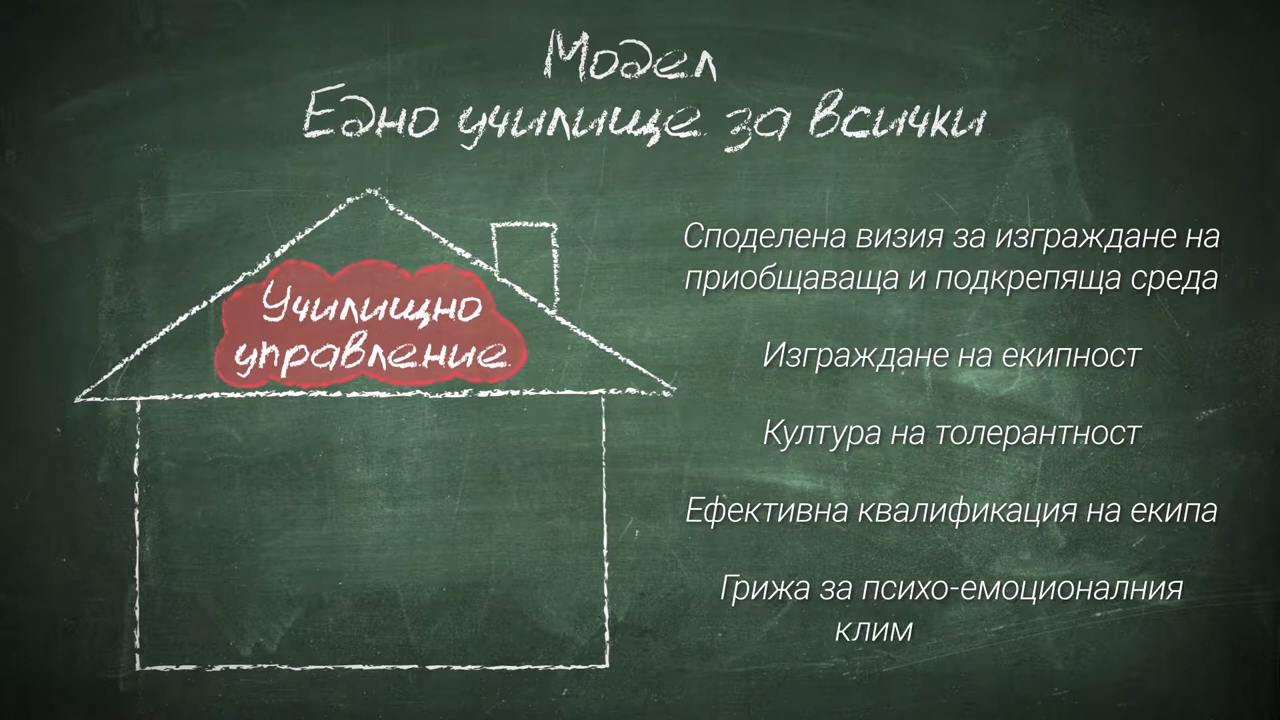 Модел
Едно училище за всички
Училищно
управление
Споделена визия за изграждане на
приобщаваща и подкрепяща среда
Изграждане на екипност
Култура на толерантност
Ефективна квалификация на екипа
Грижа за психо-емоционалния
клим